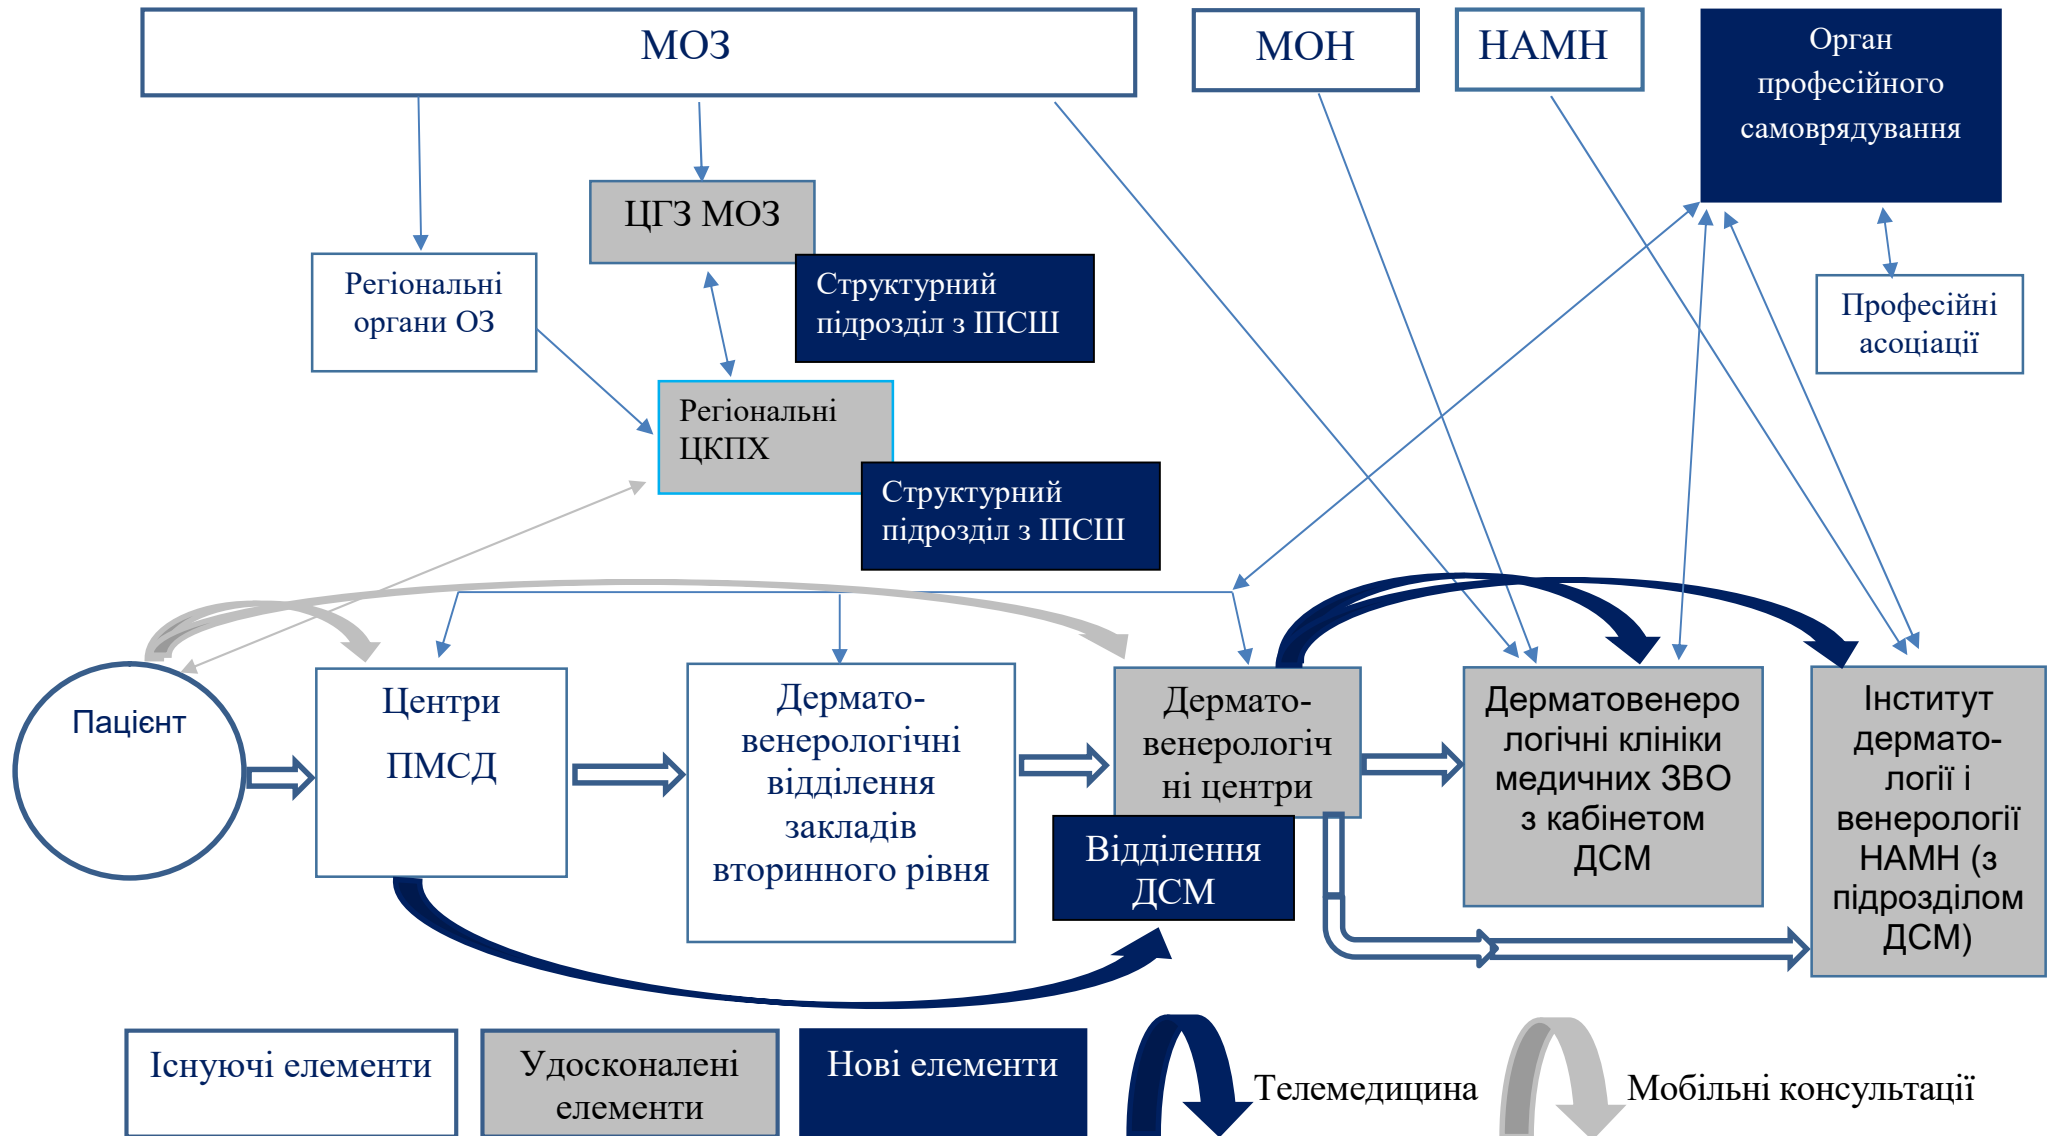 МОЗ
МОН
НАМН
Орган
професійного
самоврядування
ЦГЗ МОЗ
Регіональні
органи ОЗ
Структурний
підрозділ з ІПСШ
Професійні
асоціації
Регіональні
ЦКПХ
Структурний
підрозділ з ІПСШ
Пацієнт
Центри
ПМСД
Дермато-
венерологічні
відділення
закладів
вторинного рівня
Дермато-
венерологіч
ні центри
Відділення
ДСМ
Дерматовенеро
логічні клініки
медичних ЗВО
з кабінетом
ДСМ
Інститут
дермато-
логії і
венерології
НАМН (з
підрозділом
ДСМ)
Існуючі елементи
Удосконалені
елементи
Нові елементи
Телемедицина
Мобільні консультації